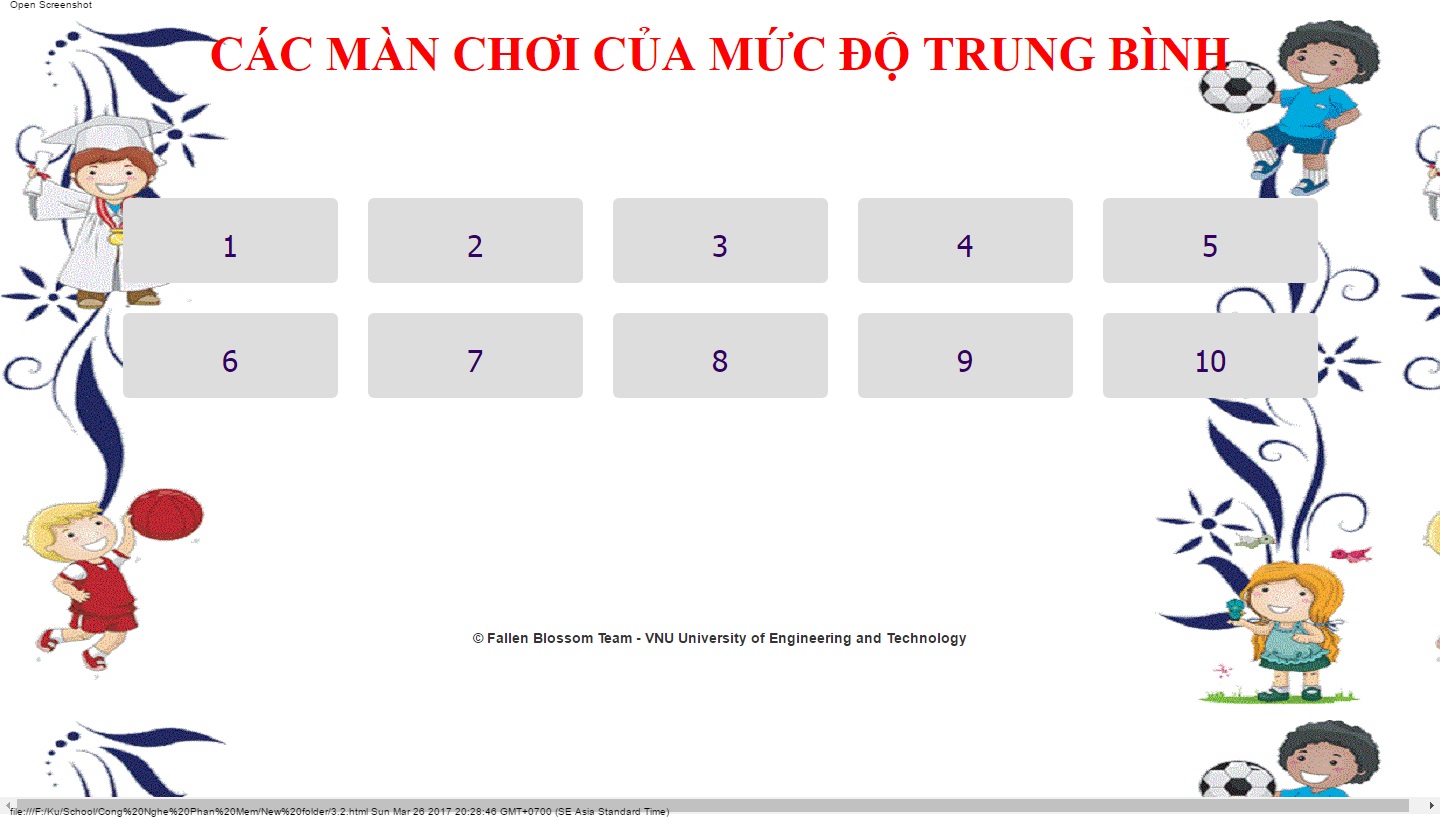 Open Screenshot
CÁC MÀN CHƠI CỦA MỨC ĐỘ TRUNG BÌNH
1 2 3 4 5
6 7 8 9 10
© Fallen Blossom Team - VNU University of Engineering and Technology
file:///F:/Ku/School/Cong%20Nghe%20Phan%20Mem/New%20folder/3.2.html Sun Mar 26 2017 20:28:46 GMT+0700 (SE Asia Standard Time)